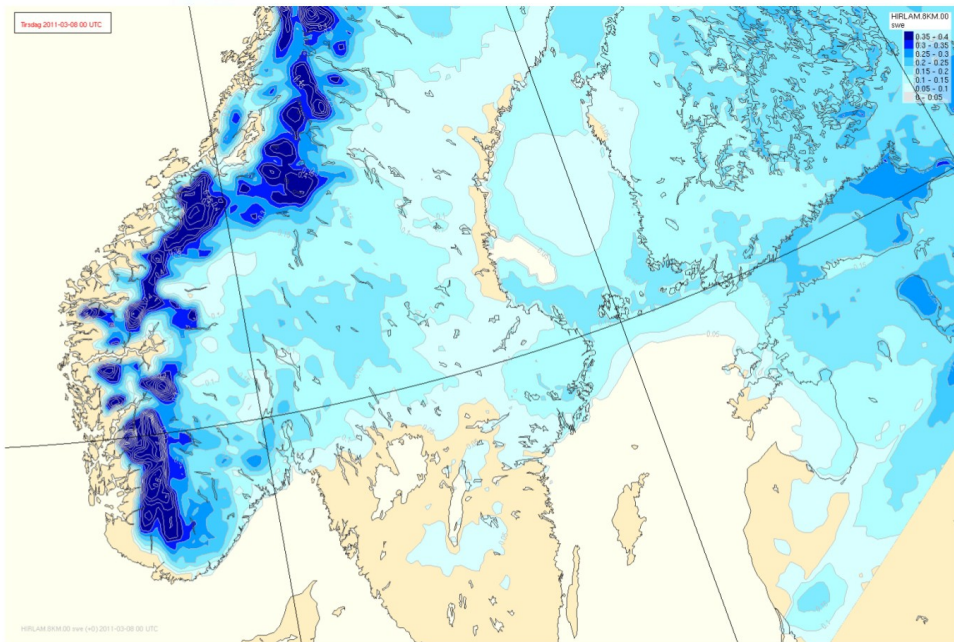 Tirsdag 2011-03-08 00 UTC
HIRLAM.8KM.00
swe
0.35 - 0.4
0.3 - 0.35
0.25 - 0.3
0.2 - 0.25
0.15 - 0.2
0.1 - 0.15
0.05 - 0.1
0 - 0.05
HIRLAM.8KM.00 swe (+0) 2011-03-08 00 UTC